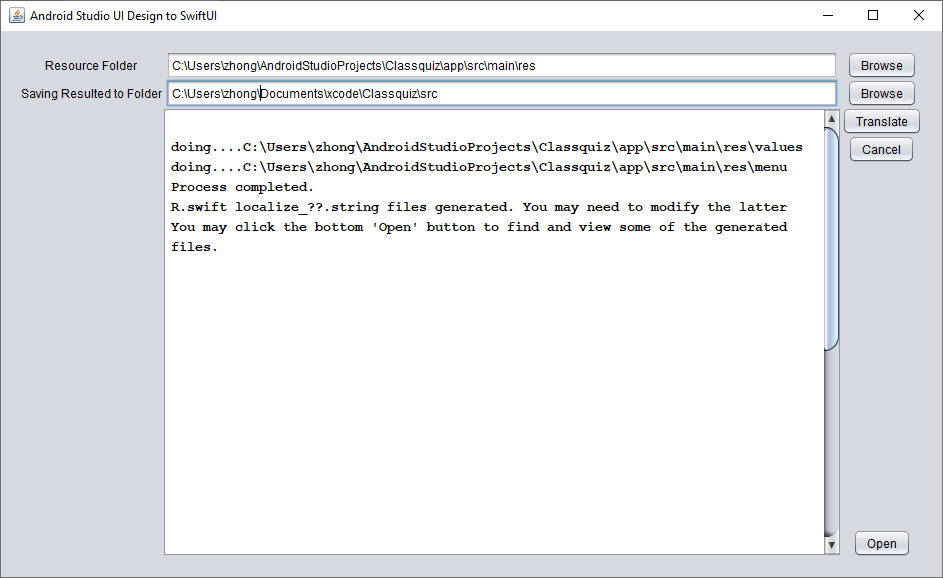 Android Studio UI Design to SwiftUI
Resource Folder C:\Users\zhong\AndroidStudioProjects\Classquiz\app\src\main\res Browse
Saving Resulted to Folder C:\Users\zhong\Documents\xcode\Classquiz\src Browse
Translate
Cancel
doing....C:\Users\zhong\AndroidStudioProjects\Classquiz\app\src\main\res\values
doing....C:\Users\zhong\AndroidStudioProjects\Classquiz\app\src\main\res\menu
Process completed.
R.swift localize_??.string files generated. You may need to modify the latter
You may click the bottom 'Open' button to find and view some of the generated
files.
Open